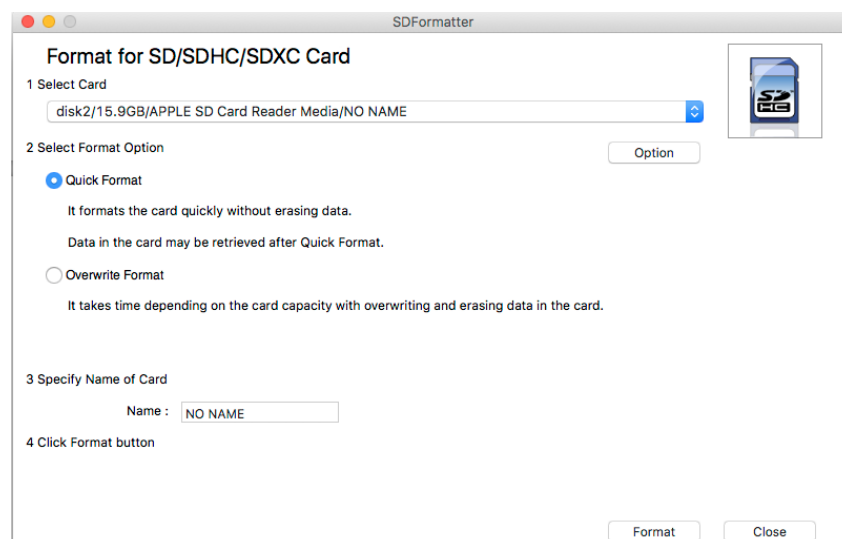 SDFormatter
Format for SD/SDHC/SDXC Card
1 Select Card
disk2/15.9GB/APPLE SD Card Reader Media/NO NAME
SD
HC
2 Select Format Option
Option
Quick Format
It formats the card quickly without erasing data.
Data in the card may be retrieved after Quick Format.
Overwrite Format
It takes time depending on the card capacity with overwriting and erasing data in the card.
3 Specify Name of Card
Name : NO NAME
4 Click Format button
Format Close